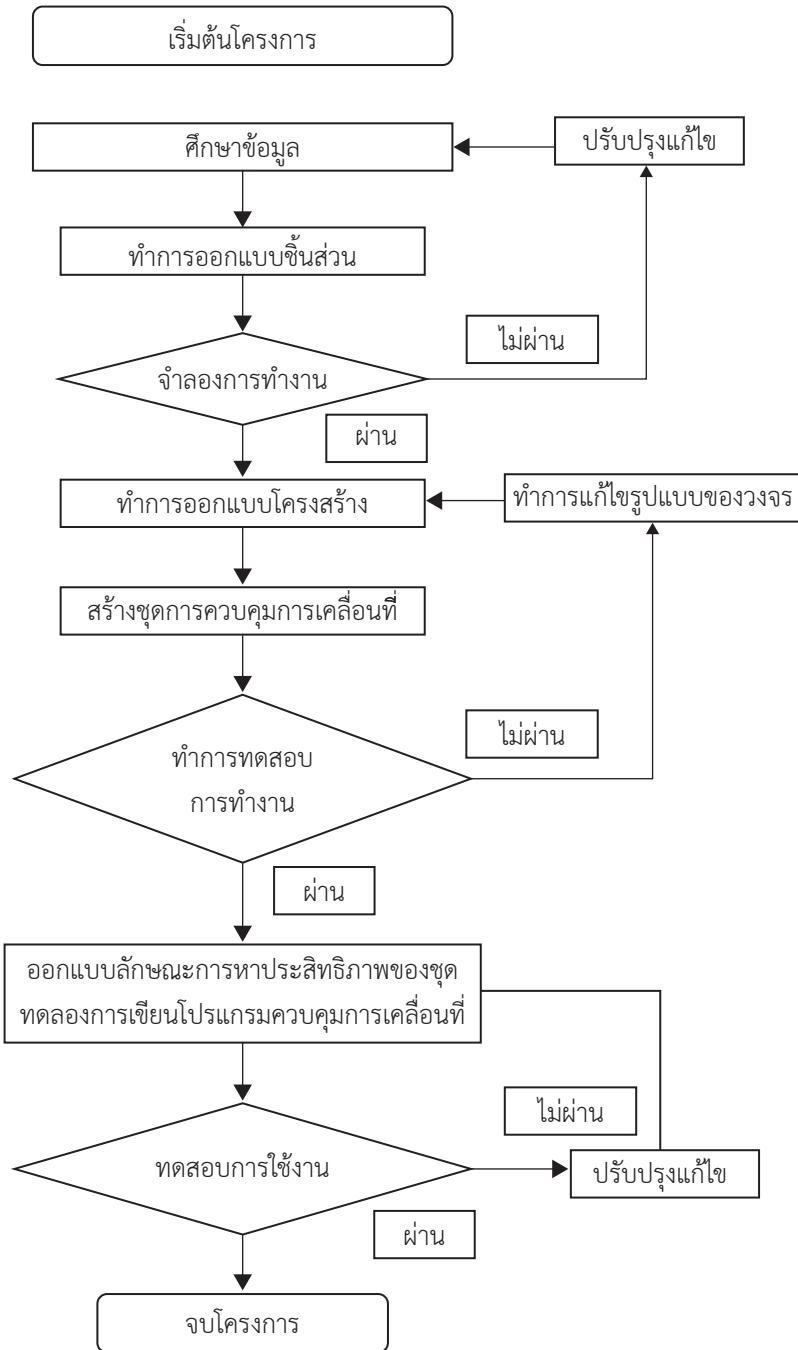 เริ่มต้นโครงการ
ศึกษาข้อมูล
ปรับปรุงแก้ไข
ทำการออกแบบชิ้นส่วน
ไม่ผ่าน
จำลองการทำงาน
ผ่าน
ทำการออกแบบโครงสร้าง
ทำการแก้ไขรูปแบบของวงจร
สร้างชุดการควบคุมการเคลื่อนที่
ไม่ผ่าน
ทำการทดสอบ
การทำงาน
ผ่าน
ออกแบบลักษณะการหาประสิทธิภาพของชุด
ทดลองการเขียนโปรแกรมควบคุมการเคลื่อนที่
ไม่ผ่าน
ทดสอบการใช้งาน
ปรับปรุงแก้ไข
ผ่าน
จบโครงการ